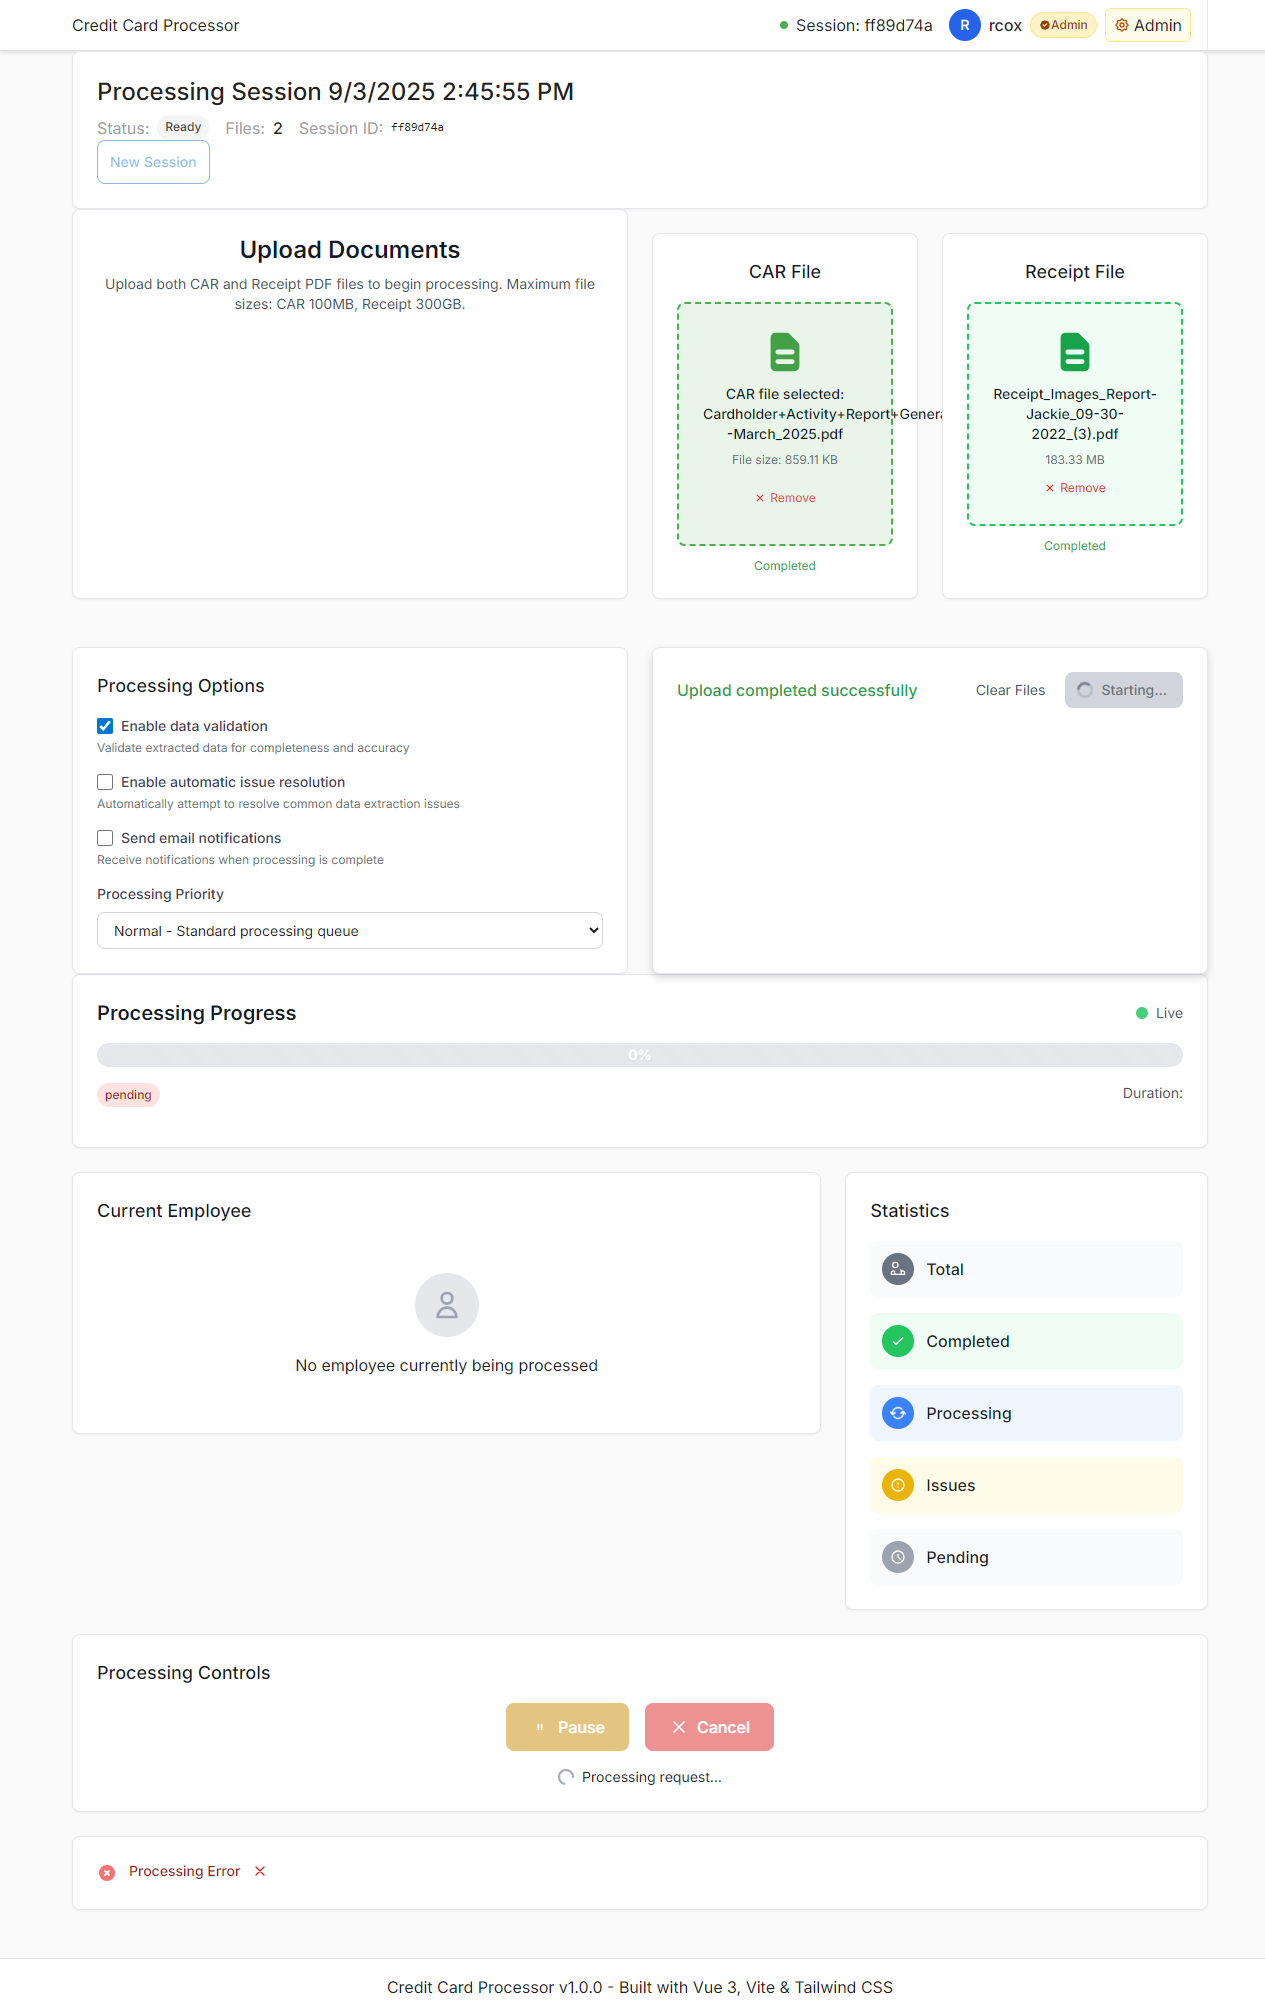 Credit Card Processor
Session: ff89d74a
R
rcox
Admin
Admin
Processing Session 9/3/2025 2:45:55 PM
Status: Ready Files: 2 Session ID: ff89d74a
New Session
Upload Documents
Upload both CAR and Receipt PDF files to begin processing. Maximum file
sizes: CAR 100MB, Receipt 300GB.
CAR File
CAR file selected:
Cardholder+Activity+Report+Genera
-March_2025.pdf
File size: 859.11 KB
Remove
Completed
Receipt File
Receipt_Images_Report-
Jackie_09-30-
2022_(3).pdf
183.33 MB
Remove
Completed
Processing Options
Enable data validation
Validate extracted data for completeness and accuracy
Enable automatic issue resolution
Automatically attempt to resolve common data extraction issues
Send email notifications
Receive notifications when processing is complete
Processing Priority
Normal - Standard processing queue
Upload completed successfully
Clear Files
Starting...
Processing Progress
Live
0%
pending
Duration:
Current Employee
No employee currently being processed
Statistics
Total
Completed
Processing
Issues
Pending
Processing Controls
Pause
Cancel
Processing request...
Processing Error
Credit Card Processor v1.0.0 - Built with Vue 3, Vite & Tailwind CSS